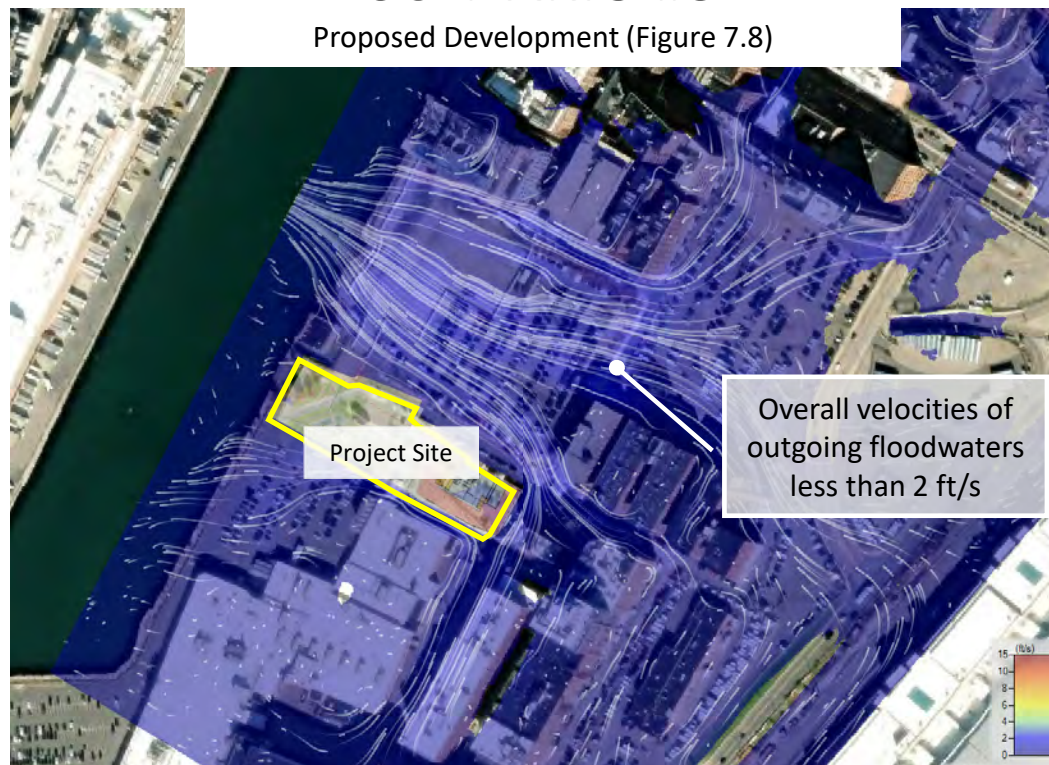 Proposed Development (Figure 7.8)
Project Site
Overall velocities of
outgoing floodwaters
less than 2 ft/s
(ft/s)
15
10
8
6
4
2
0